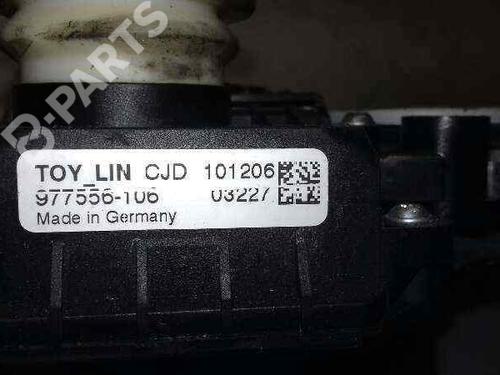 B-PARTS
TOY_LIN CJD 101206
977556-106 03227
Made in Germany